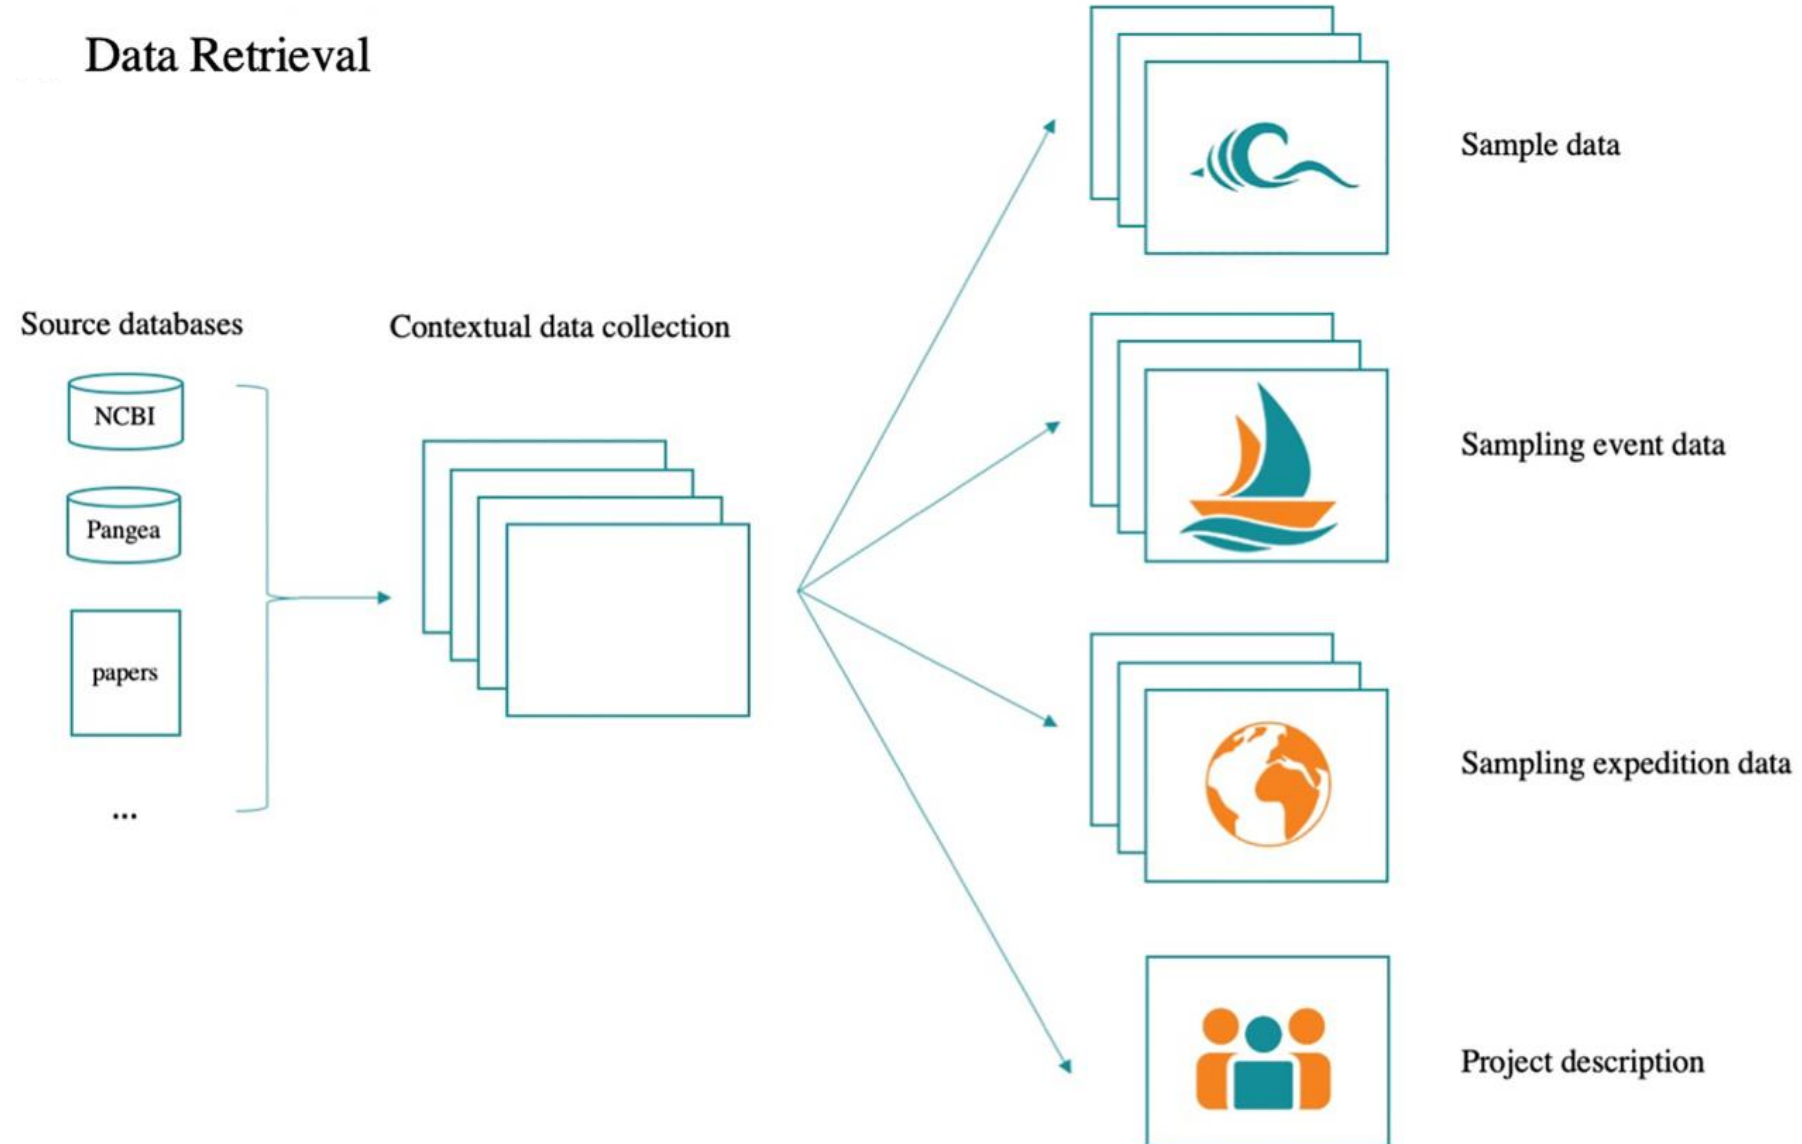 Data Retrieval
Source databases
NCBI
Pangea
papers
...
Contextual data collection
Sample data
Sampling event data
Sampling expedition data
Project description